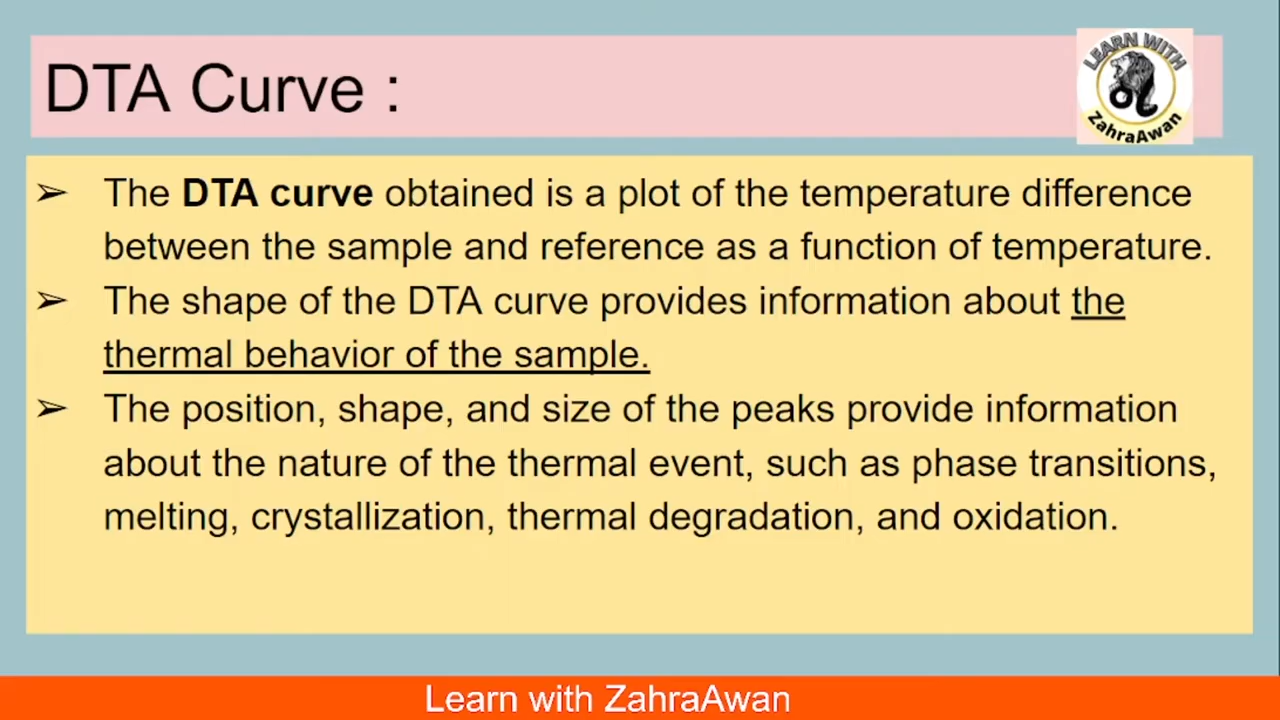 DTA Curve :
LEARN WITH
ZahraAwan
➢ The DTA curve obtained is a plot of the temperature difference
between the sample and reference as a function of temperature.
➢ The shape of the DTA curve provides information about the
thermal behavior of the sample.
➢ The position, shape, and size of the peaks provide information
about the nature of the thermal event, such as phase transitions,
melting, crystallization, thermal degradation, and oxidation.
Learn with ZahraAwan